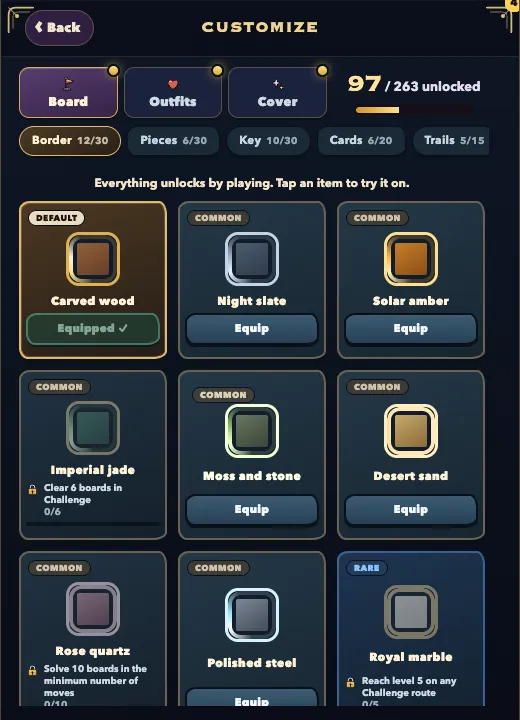 4
Back
CUSTOMIZE
Board
Outfits
Cover
97 / 263 unlocked
Border 12/30
Pieces 6/30
Key 10/30
Cards 6/20
Trails 5/15
Everything unlocks by playing. Tap an item to try it on.
DEFAULT
Carved wood
Equipped ✓
COMMON
Night slate
Equip
COMMON
Solar amber
Equip
COMMON
Imperial jade
Clear 6 boards in
Challenge
0/6
COMMON
Moss and stone
Equip
COMMON
Desert sand
Equip
COMMON
Rose quartz
Solve 10 boards in the
minimum number of
moves
0/10
COMMON
Polished steel
Equip
RARE
Royal marble
Reach level 5 on any
Challenge route
0/5